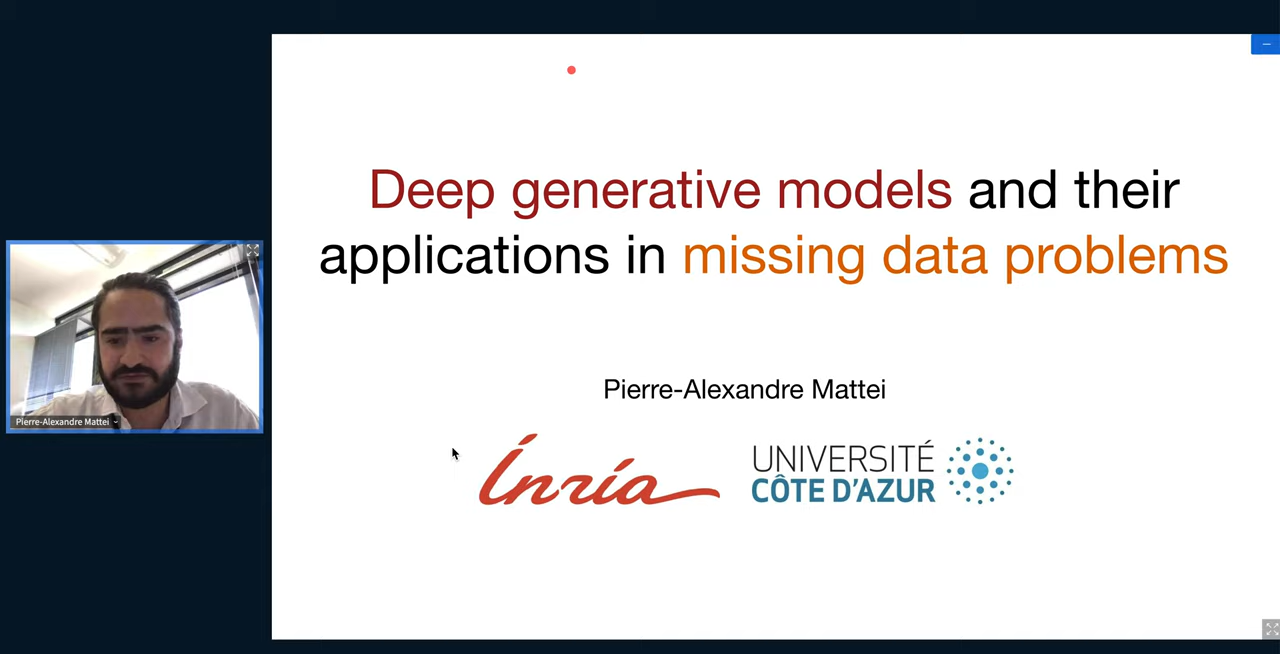 Deep generative models and their
applications in missing data problems
Pierre-Alexandre Mattei
Pierre-Alexandre Mattei
Inria
UNIVERSITÉ
CÔTE D'AZUR